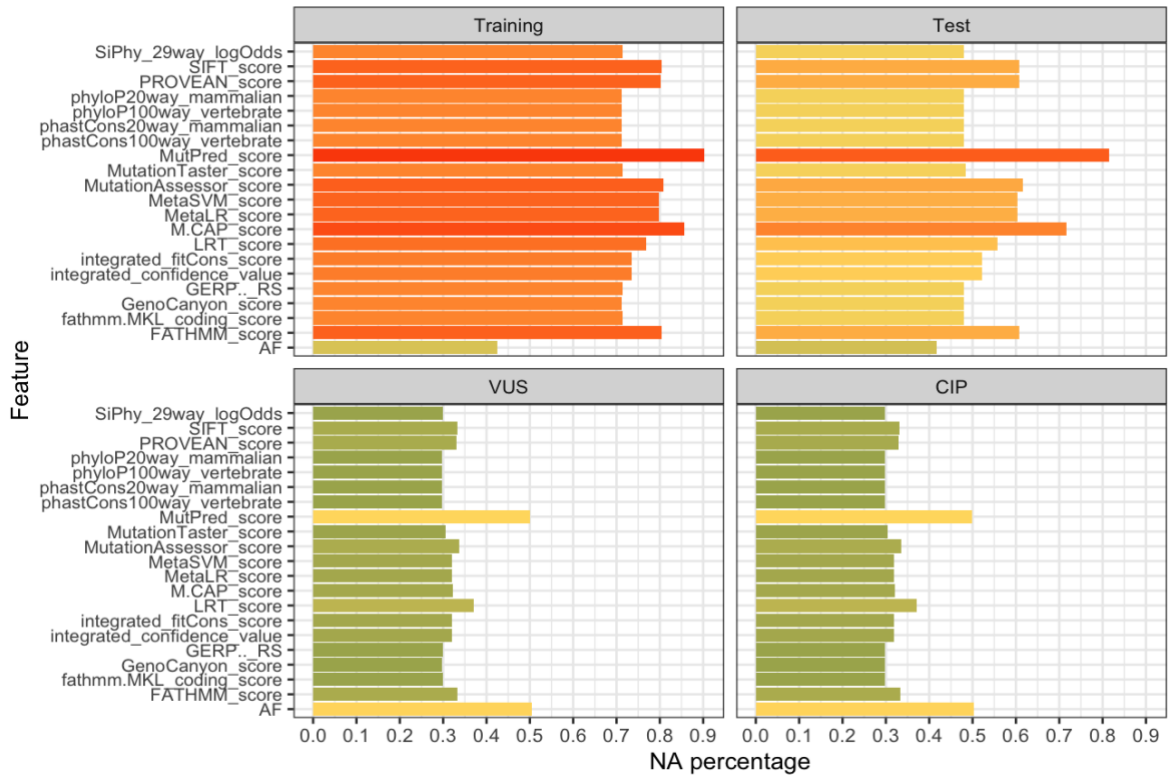 Training
Test
SiPhy_29way_logOdds
SIFT_score
PROVEAN_score
phyloP20way_mammalian
phyloP100way_vertebrate
phastCons20way_mammalian
phastCons100way_vertebrate
MutPred_score
MutationTaster_score
MutationAssessor_score
MetaSVM_score
MetaLR_score
M.CAP_score
LRT_score
integrated_fitCons_score
integrated_confidence_value
GERP.._RS
GenoCanyon_score
fathmm.MKL_coding_score
FATHMM_score
AF
Feature
VUS
CIP
SiPhy_29way_logOdds
SIFT_score
PROVEAN_score
phyloP20way_mammalian
phyloP100way_vertebrate
phastCons20way_mammalian
phastCons100way_vertebrate
MutPred_score
MutationTaster_score
MutationAssessor_score
MetaSVM_score
MetaLR_score
M.CAP_score
LRT_score
integrated_fitCons_score
integrated_confidence_value
GERP.._RS
GenoCanyon_score
fathmm.MKL_coding_score
FATHMM_score
AF
0.0 0.1 0.2 0.3 0.4 0.5 0.6 0.7 0.8 0.9
0.0 0.1 0.2 0.3 0.4 0.5 0.6 0.7 0.8 0.9
NA percentage